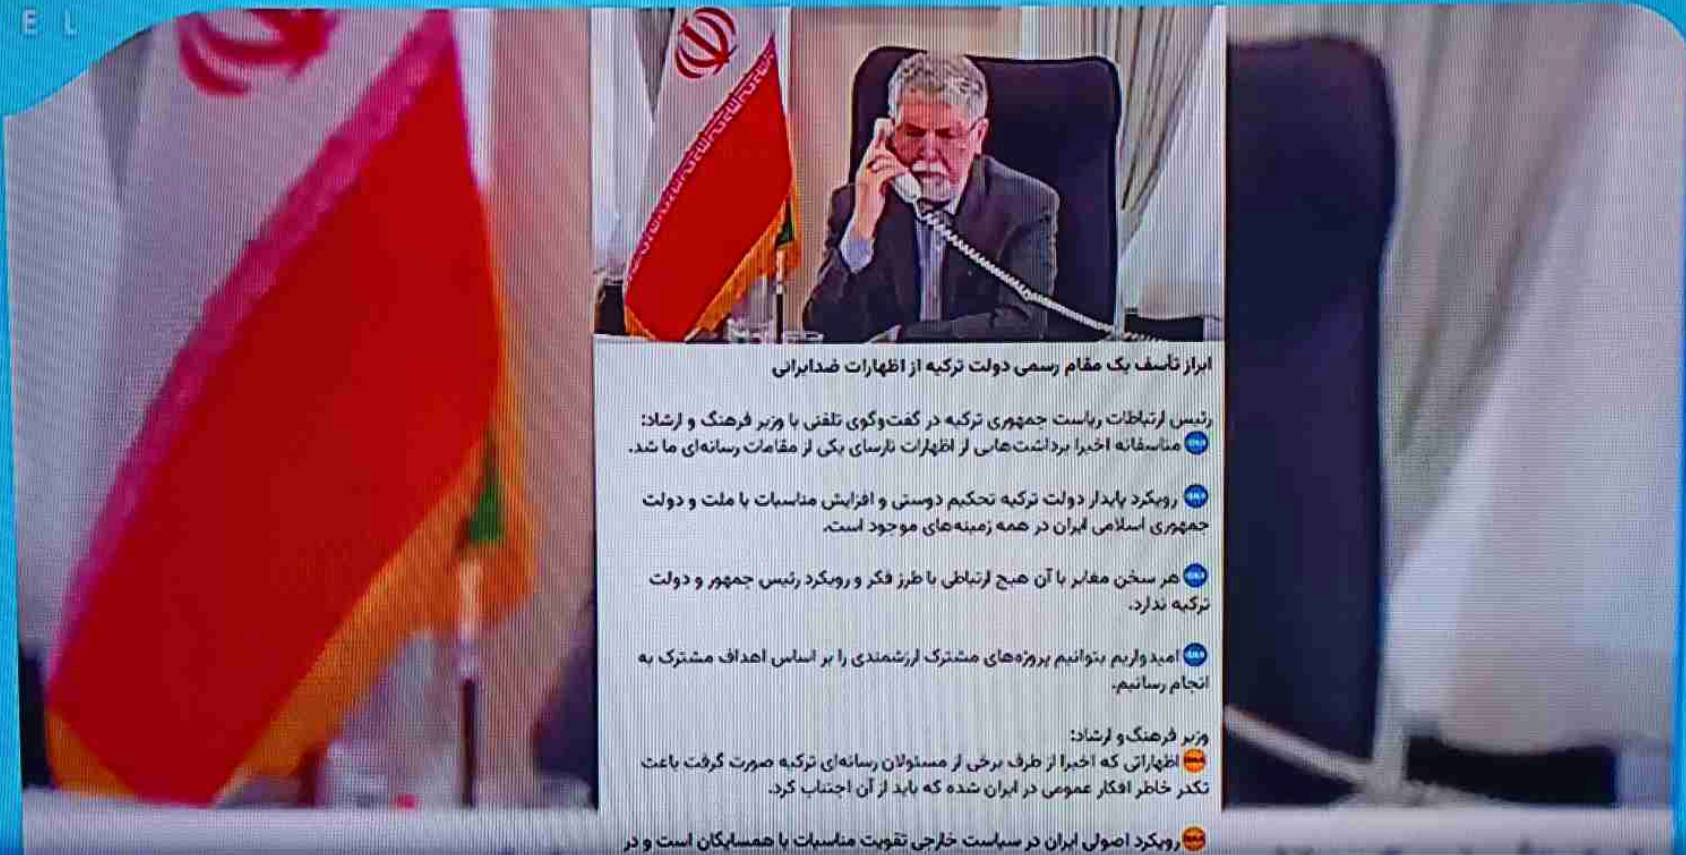 E L
ابراز تأسف یک مقام رسمی دولت ترکیه از اظهارات ضدایرانی
رئیس ارتباطات ریاست جمهوری ترکیه در گفت‌وگوی تلفنی با وزیر فرهنگ و ارشاد:
متاسفانه اخیرا برداشت‌هایی از اظهارات نارسای یکی از مقامات رسانه‌ای ما شد.
رویکرد پایدار دولت ترکیه تحکیم دوستی و افزایش مناسبات با ملت و دولت
جمهوری اسلامی ایران در همه زمینه‌های موجود است.
هر سخن مغایر با آن هیچ ارتباطی با طرز فکر و رویکرد رئیس جمهور و دولت
ترکیه ندارد.
امیدواریم بتوانیم پروژه‌های مشترک ارزشمندی را بر اساس اهداف مشترک به
انجام رسانیم.
وزیر فرهنگ و ارشاد:
اظهاراتی که اخیرا از طرف برخی از مسئولان رسانه‌ای ترکیه صورت گرفت باعث
تکدر خاطر افکار عمومی در ایران شده که باید از آن اجتناب کرد.
رویکرد اصولی ایران در سیاست خارجی تقویت مناسبات با همسایگان است و در